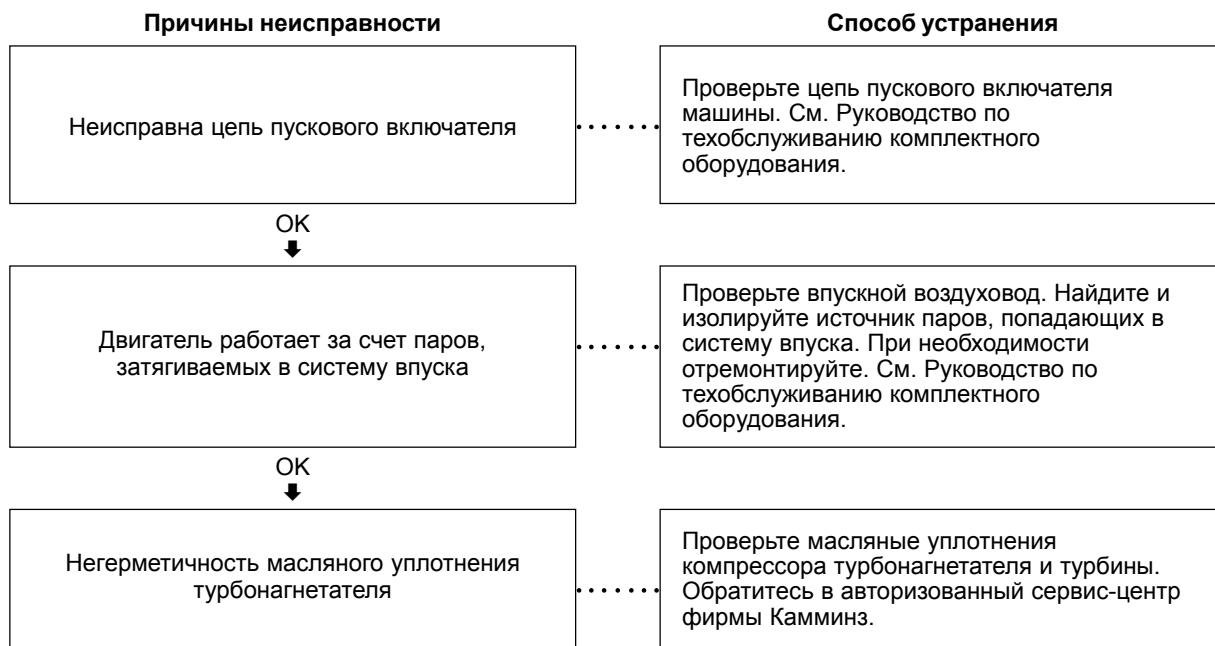 Причины неисправности
Способ устранения
Неисправна цепь пускового включателя
Проверьте цепь пускового включателя
машины. См. Руководство по
техобслуживанию комплектного
оборудования.
OK
Двигатель работает за счет паров,
затягиваемых в систему впуска
Проверьте впускной воздуховод. Найдите и
изолируйте источник паров, попадающих в
систему впуска. При необходимости
отремонтируйте. См. Руководство по
техобслуживанию комплектного
оборудования.
OK
Негерметичность масляного уплотнения
турбонагнетателя
Проверьте масляные уплотнения
компрессора турбонагнетателя и турбины.
Обратитесь в авторизованный сервис-центр
фирмы Камминз.